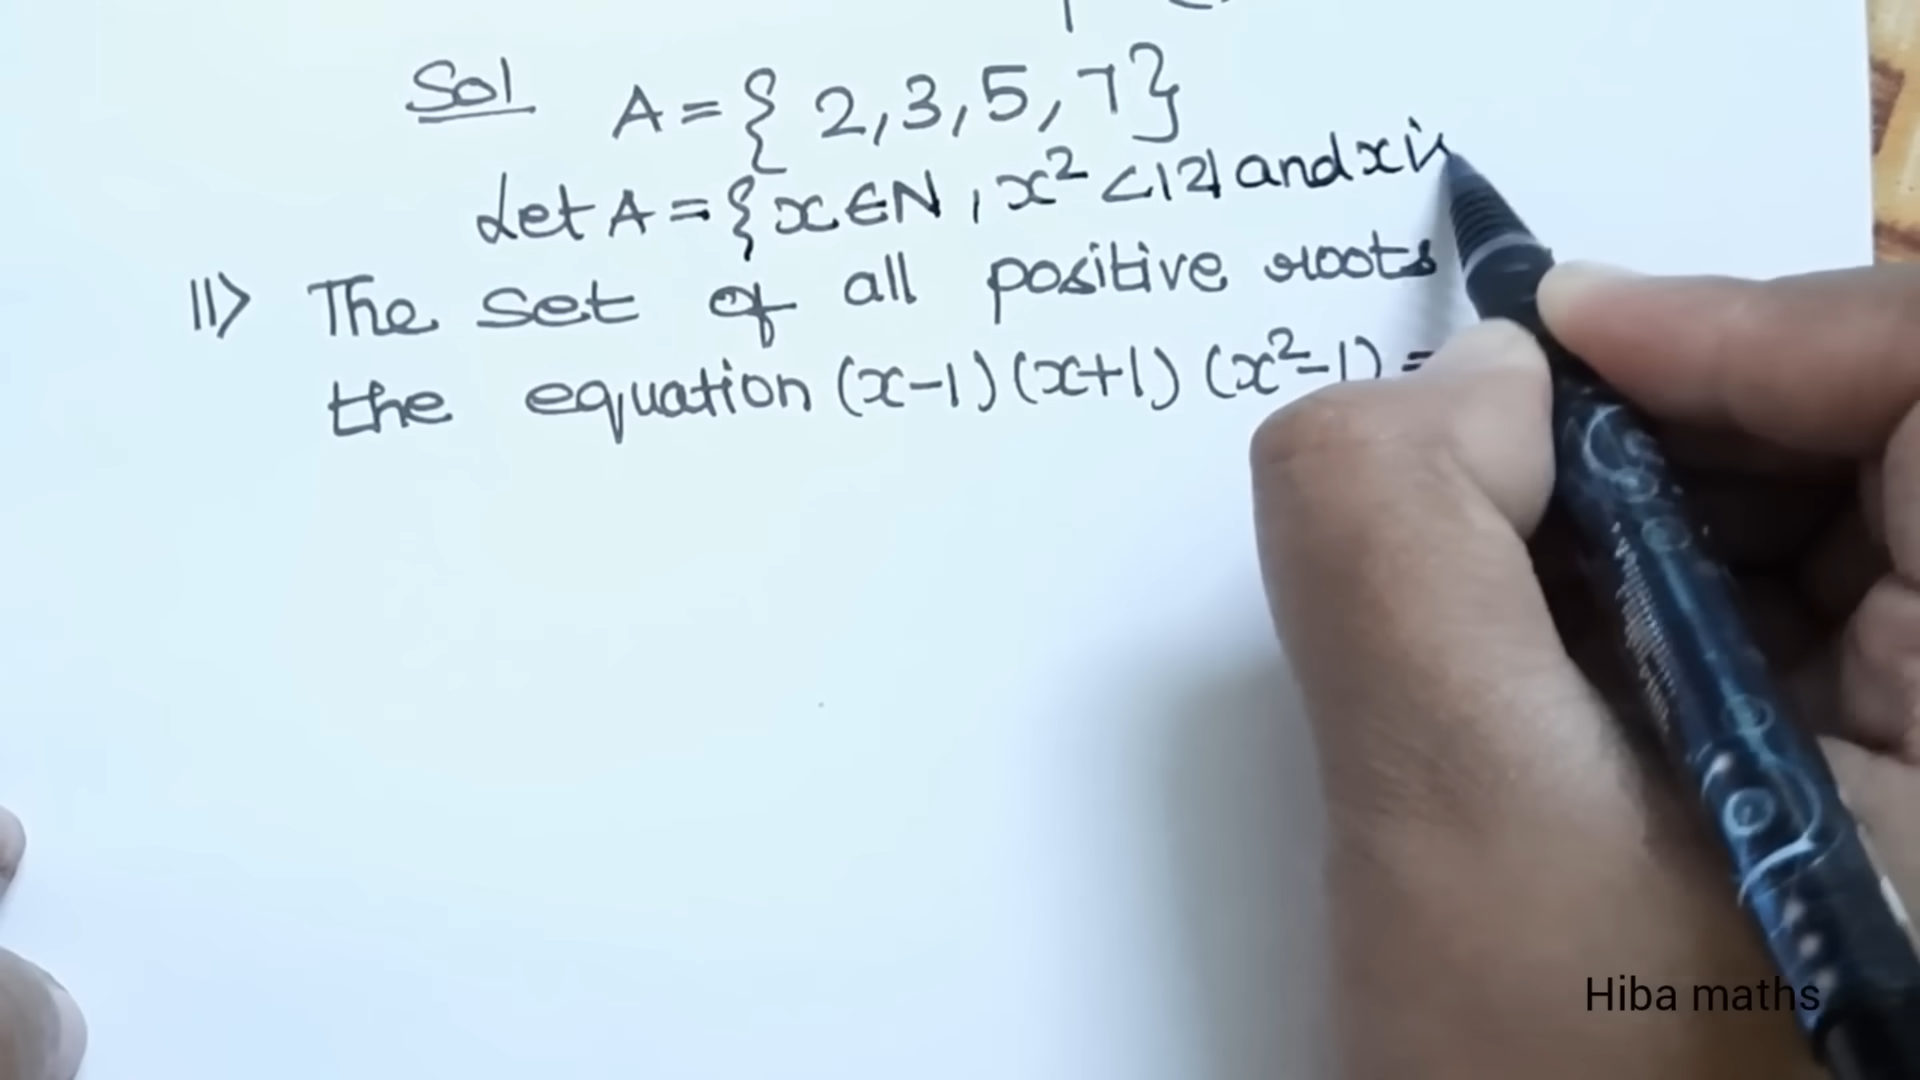 Sol A = { 2, 3, 5, 7}
Let A = { x ∈ N , x² < 121 and x is
II> The set of all positive roots
the equation (x-1) (x+1) (x²-1) =
Hiba maths